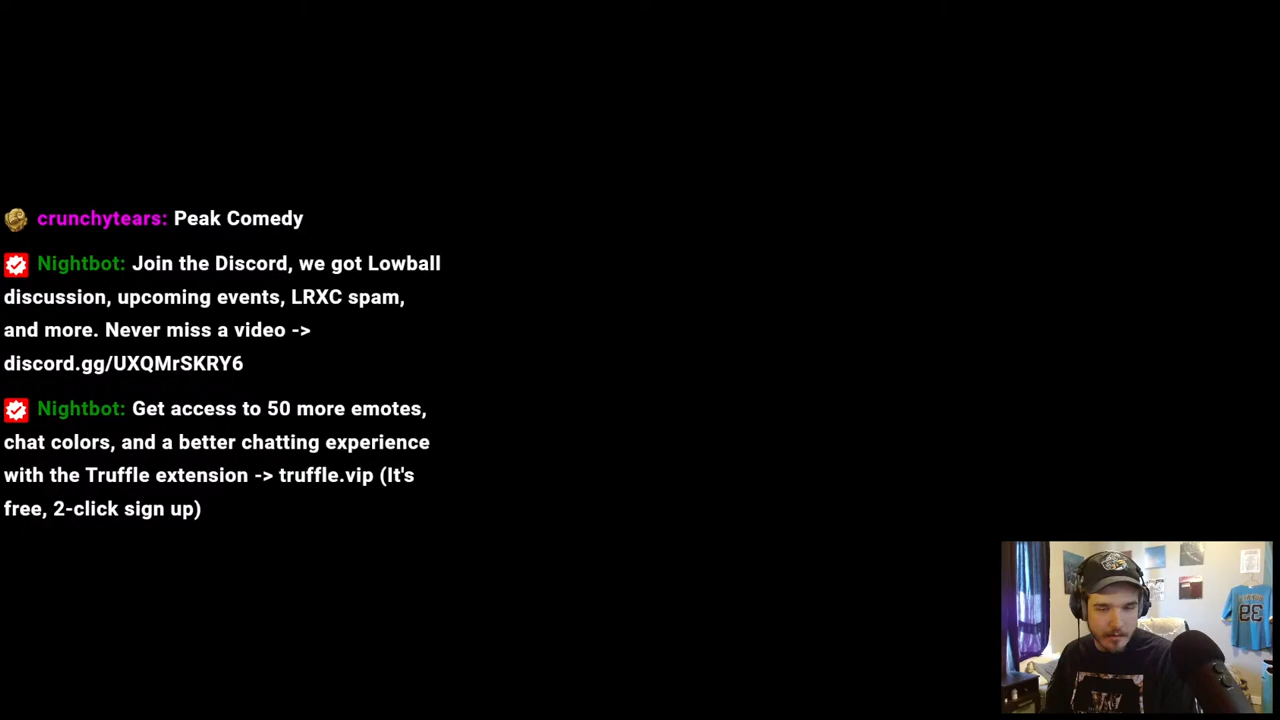 crunchytears: Peak Comedy
Nightbot: Join the Discord, we got Lowball
discussion, upcoming events, LRXC spam,
and more. Never miss a video ->
discord.gg/UXQMrSKRY6
Nightbot: Get access to 50 more emotes,
chat colors, and a better chatting experience
with the Truffle extension -> truffle.vip (It's
free, 2-click sign up)